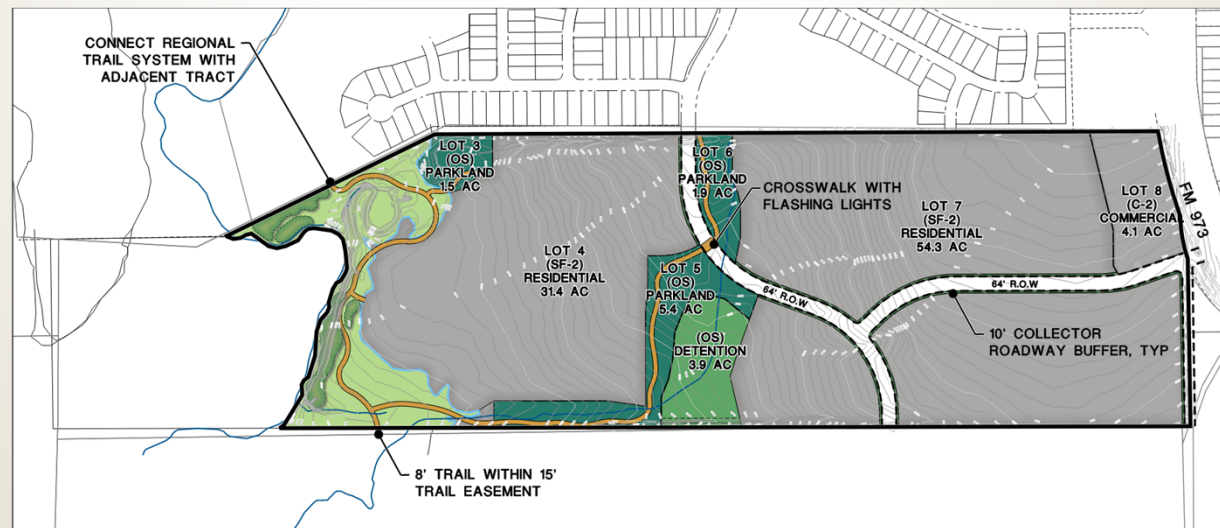 CONNECT REGIONAL
TRAIL SYSTEM WITH
ADJACENT TRACT
LOT 3
(OS)
PARKLAND
1.5 AC
LOT 6
(OS)
PARKLAND
1.9 AC
CROSSWALK WITH
FLASHING LIGHTS
LOT 7
(SF-2)
RESIDENTIAL
54.3 AC
LOT 8
(C-2)
COMMERCIAL
4.1 AC
FM 973
LOT 4
(SF-2)
RESIDENTIAL
31.4 AC
LOT 5
(OS)
PARKLAND
5.4 AC
64' R.O.W
64' R.O.W
(OS)
DETENTION
3.9 AC
10' COLLECTOR
ROADWAY BUFFER, TYP
8' TRAIL WITHIN 15'
TRAIL EASEMENT